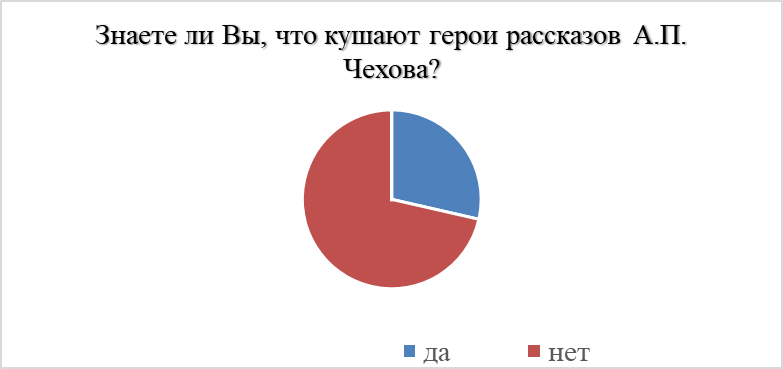 Знаете ли Вы, что кушают герои рассказов А.П.
Чехова?
да нет